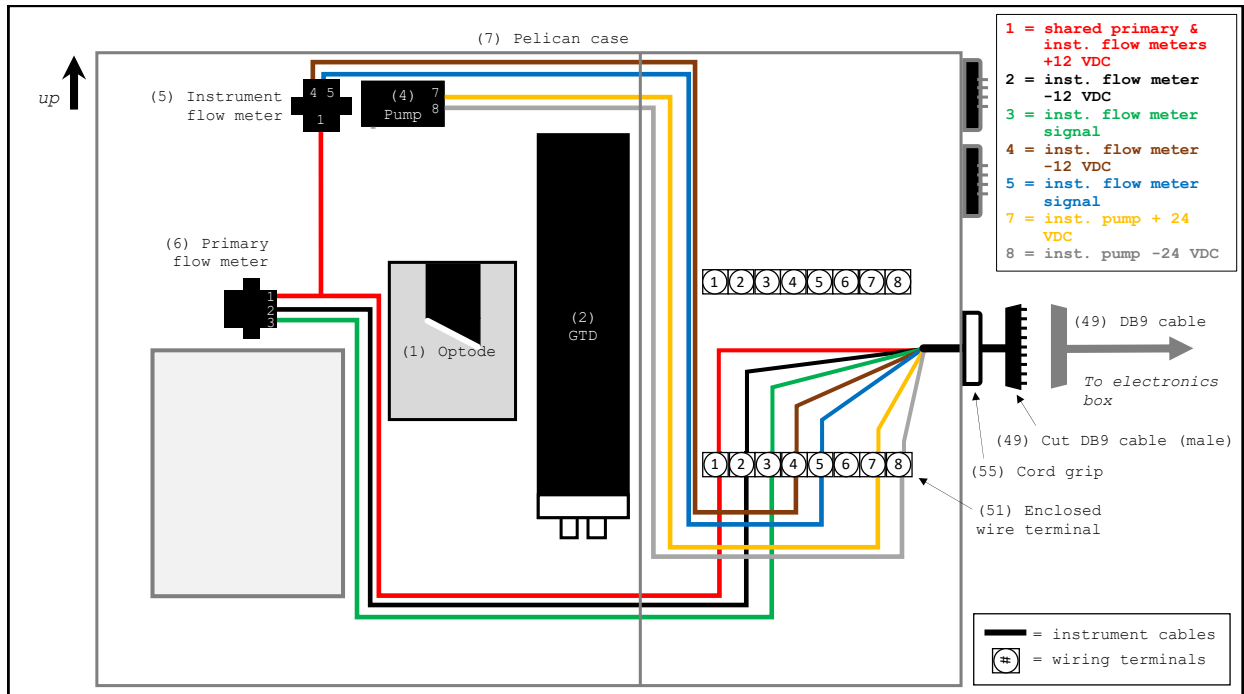 (7) Pelican case
up
(5) Instrument
flow meter
4 5
1
(4)
Pump
7
8
1 = shared primary &
inst. flow meters
+12 VDC
2 = inst. flow meter
-12 VDC
3 = inst. flow meter
signal
4 = inst. flow meter
-12 VDC
5 = inst. flow meter
signal
7 = inst. pump + 24
VDC
8 = inst. pump -24 VDC
(6) Primary
flow meter
1
2
3
(1) Optode
(2)
GTD
1 2 3 4 5 6 7 8
(49) DB9 cable
To electronics
box
(49) Cut DB9 cable (male)
(55) Cord grip
1 2 3 4 5 6 7 8
(51) Enclosed
wire terminal
= instrument cables
# = wiring terminals